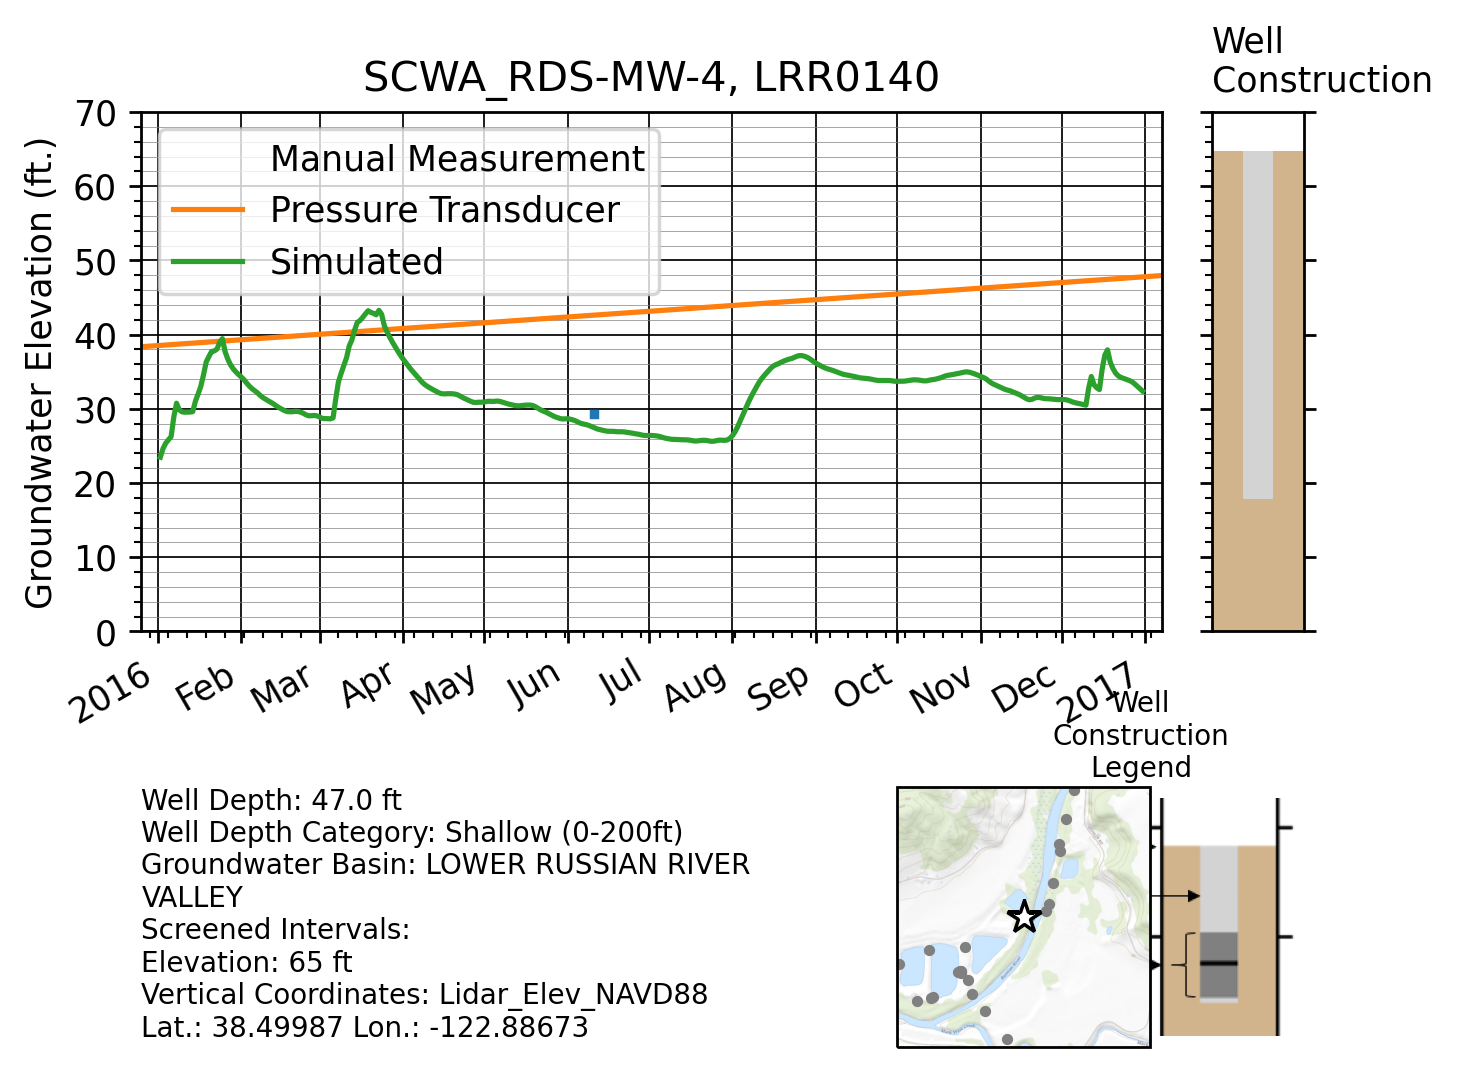 Well
Construction
SCWA_RDS-MW-4, LRR0140
Groundwater Elevation (ft.)
70
60
50
40
30
20
10
0
Manual Measurement
Pressure Transducer
Simulated
2016
Feb
Mar
Apr
May
Jun
Jul
Aug
Sep
Oct
Nov
Dec
2017
Well
Construction
Legend
Well Depth: 47.0 ft
Well Depth Category: Shallow (0-200ft)
Groundwater Basin: LOWER RUSSIAN RIVER
VALLEY
Screened Intervals:
Elevation: 65 ft
Vertical Coordinates: Lidar_Elev_NAVD88
Lat.: 38.49987 Lon.: -122.88673